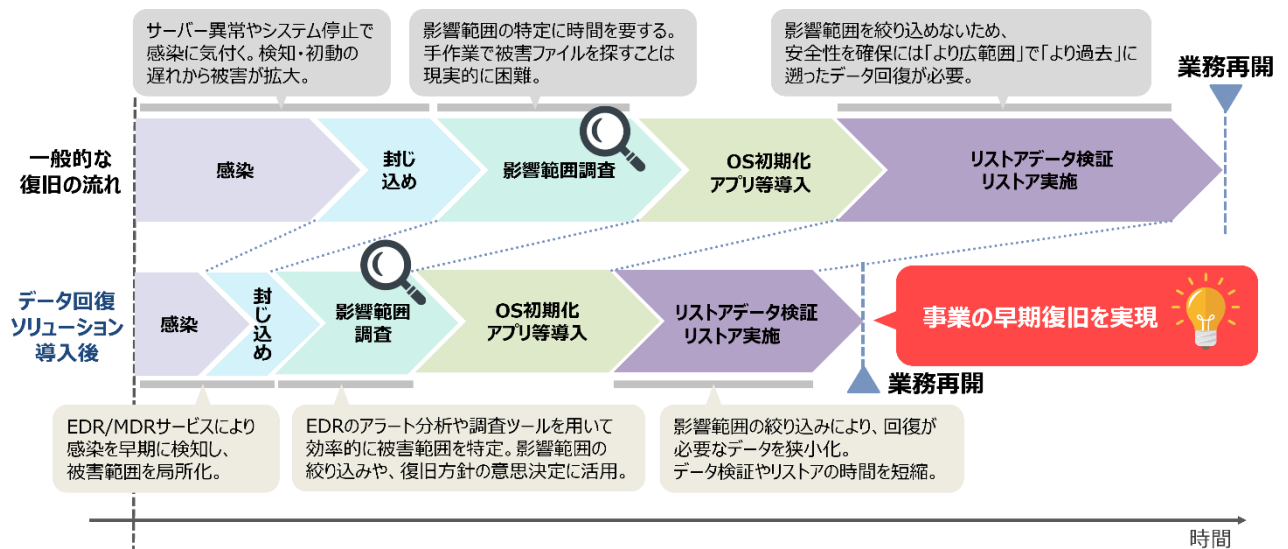 サーバー異常やシステム停止で
感染に気付く。検知・初動の
遅れから被害が拡大。
影響範囲の特定に時間を要する。
手作業で被害ファイルを探すことは
現実的に困難。
影響範囲を絞り込めないため、
安全性を確保には「より広範囲」で「より過去」に
遡ったデータ回復が必要。
業務再開
一般的な
復旧の流れ
感染
封じ
込め
影響範囲調査
OS初期化
アプリ等導入
リストアデータ検証
リストア実施
データ回復
ソリューション
導入後
感染
封じ込め
影響範囲
調査
OS初期化
アプリ等導入
リストアデータ検証
リストア実施
事業の早期復旧を実現
業務再開
EDR/MDRサービスにより
感染を早期に検知し、
被害範囲を局所化。
EDRのアラート分析や調査ツールを用いて
効率的に被害範囲を特定。影響範囲の
絞り込みや、復旧方針の意思決定に活用。
影響範囲の絞り込みにより、回復が
必要なデータを狭小化。
データ検証やリストアの時間を短縮。
時間